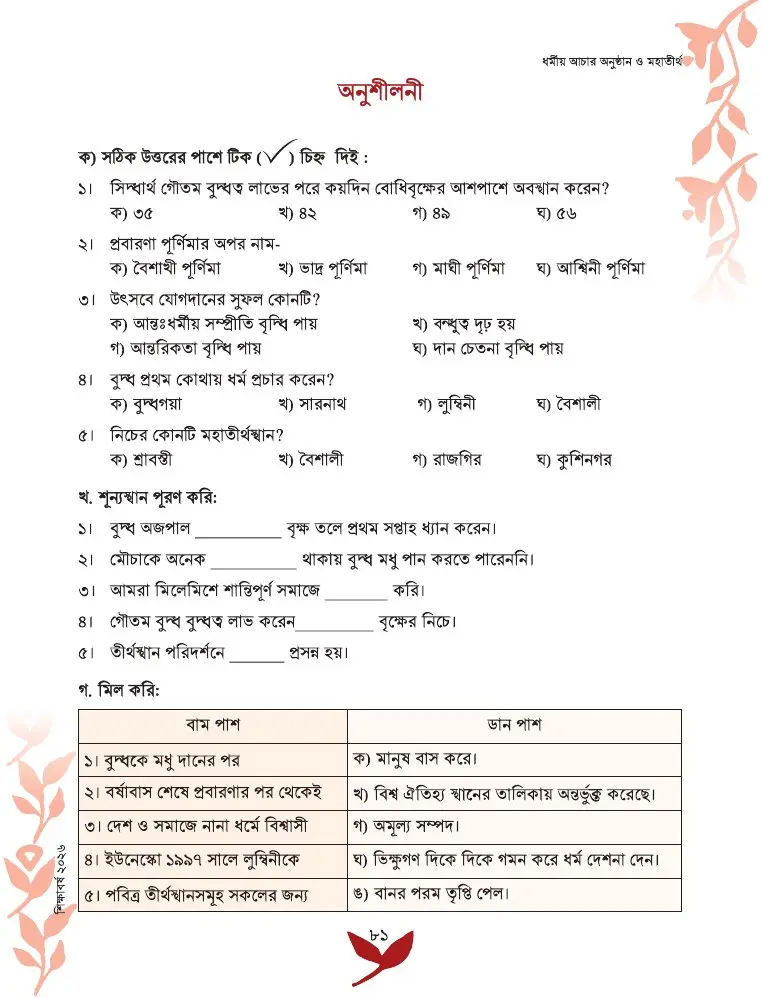 ধর্মীয় আচার অনুষ্ঠান ও মহাতীর্থ
অনুশীলনী
ক) সঠিক উত্তরের পাশে টিক (✓) চিহ্ন দিই :
১। সিদ্ধার্থ গৌতম বুদ্ধত্ব লাভের পরে কয়দিন বোধিবৃক্ষের আশপাশে অবস্থান করেন?
ক) ৩৫ খ) ৪২ গ) ৪৯ ঘ) ৫৬
২। প্রবারণা পূর্ণিমার অপর নাম-
ক) বৈশাখী পূর্ণিমা খ) ভাদ্র পূর্ণিমা গ) মাঘী পূর্ণিমা ঘ) আশ্বিনী পূর্ণিমা
৩। উৎসবে যোগদানের সুফল কোনটি?
ক) আন্তঃধর্মীয় সম্প্রীতি বৃদ্ধি পায় খ) বন্ধুত্ব দৃঢ় হয়
গ) আন্তরিকতা বৃদ্ধি পায় ঘ) দান চেতনা বৃদ্ধি পায়
৪। বুদ্ধ প্রথম কোথায় ধর্ম প্রচার করেন?
ক) বুদ্ধগয়া খ) সারনাথ গ) লুম্বিনী ঘ) বৈশালী
৫। নিচের কোনটি মহাতীর্থস্থান?
ক) শ্রাবস্তী খ) বৈশালী গ) রাজগির ঘ) কুশিনগর
খ. শূন্যস্থান পূরণ করি:
১। বুদ্ধ অজপাল ___________ বৃক্ষ তলে প্রথম সপ্তাহ ধ্যান করেন।
২। মৌচাকে অনেক ___________ থাকায় বুদ্ধ মধু পান করতে পারেননি।
৩। আমরা মিলেমিশে শান্তিপূর্ণ সমাজে ________ করি।
৪। গৌতম বুদ্ধ বুদ্ধত্ব লাভ করেন__________ বৃক্ষের নিচে।
৫। তীর্থস্থান পরিদর্শনে _______ প্রসন্ন হয়।
গ. মিল করি:
বাম পাশ ডান পাশ
১। বুদ্ধকে মধু দানের পর ক) মানুষ বাস করে।
২। বর্ষাবাস শেষে প্রবারণার পর থেকেই খ) বিশ্ব ঐতিহ্য স্থানের তালিকায় অন্তর্ভুক্ত করেছে।
৩। দেশ ও সমাজে নানা ধর্মে বিশ্বাসী গ) অমূল্য সম্পদ।
৪। ইউনেস্কো ১৯৯৭ সালে লুম্বিনীকে ঘ) ভিক্ষুগণ দিকে দিকে গমন করে ধর্ম দেশনা দেন।
৫। পবিত্র তীর্থস্থানসমূহ সকলের জন্য ঙ) বানর পরম তৃপ্তি পেল।
শিক্ষাবর্ষ ২০২৬
৮১